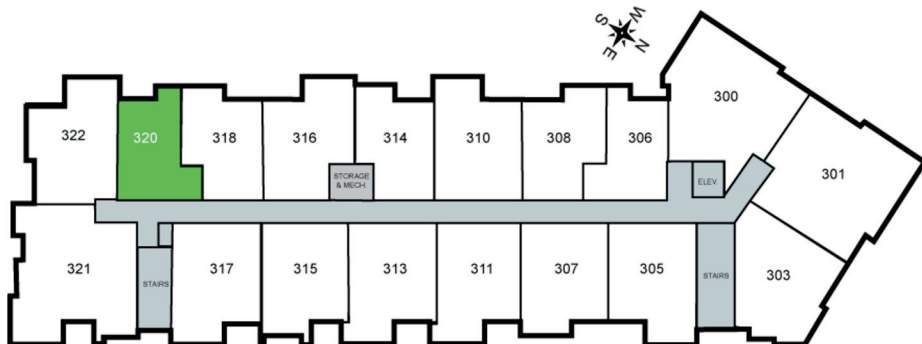 W
S
N
E
300
322
320
318
316
314
310
308
306
301
STORAGE
& MECH.
ELEV.
321
STAIRS
317
315
313
311
307
305
STAIRS
303